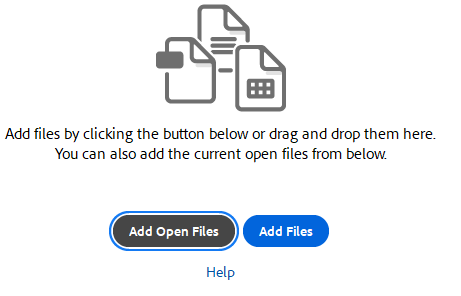 Add files by clicking the button below or drag and drop them here.
You can also add the current open files from below.
Add Open Files
Add Files
Help